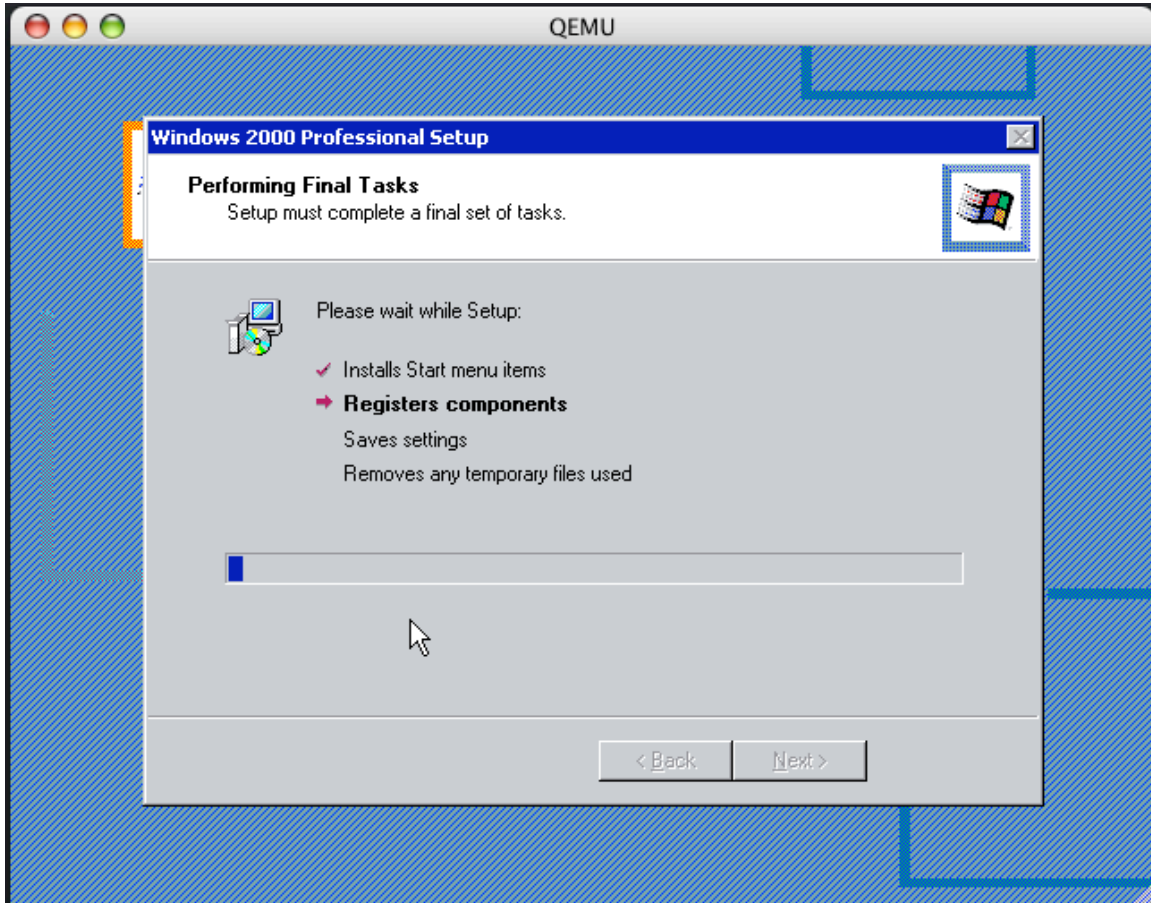 QEMU
Windows 2000 Professional Setup
Performing Final Tasks
Setup must complete a final set of tasks.
Please wait while Setup:
Installs Start menu items
Registers components
Saves settings
Removes any temporary files used
< Back
Next >